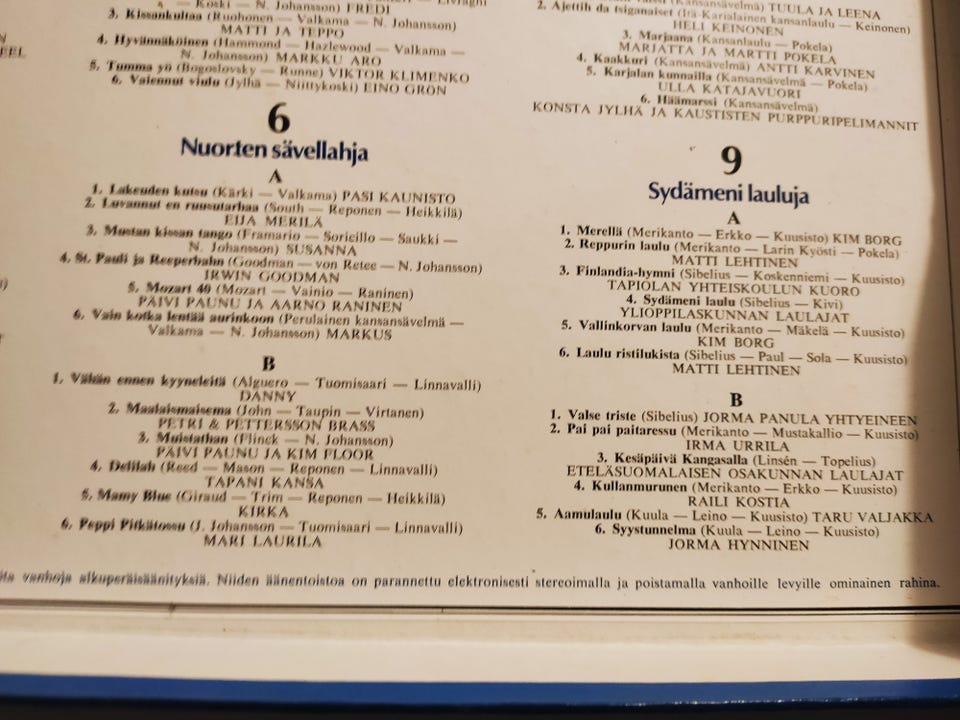 Koski — N. Johansson) FREDI
3. Kissankultaa (Ruohonen — Valkama — N. Johansson)
MATTI JA TEPPO
4. Hyvännäköinen (Hammond — Hazlewood — Valkama —
N. Johansson) MARKKU ARO
5. Tumma yö (Bogoslovsky — Runne) VIKTOR KLIMENKO
6. Vaiennut viulu (Jylhä — Niittykoski) EINO GRÖN
6
Nuorten sävellahja
A
1. Lakeuden kutsu (Kärki — Valkama) PASI KAUNISTO
2. Luvannut en ruusutarhaa (South — Reponen — Heikkilä)
EIJA MERILÄ
3. Mustan kissan tango (Framario — Soricillo — Saukki —
N. Johansson) SUSANNA
4. St. Pauli ja Reeperbahn (Goodman — von Retee — N. Johansson)
IRWIN GOODMAN
5. Mozart 40 (Mozart — Vainio — Raninen)
PÄIVI PAUNU JA AARNO RANINEN
6. Vain kotka lentää aurinkoon (Perulainen kansansävelmä —
Valkama — N. Johansson) MARKUS
B
1. Vähän ennen kyyneleitä (Alguero — Tuomisaari — Linnavalli)
DANNY
2. Maalaismaisema (John — Taupin — Virtanen)
PETRI & PETTERSSON BRASS
3. Muistathan (Flinck — N. Johansson)
PÄIVI PAUNU JA KIM FLOOR
4. Delilah (Reed — Mason — Reponen — Linnavalli)
TAPANI KANSA
5. Mamy Blue (Giraud — Trim — Reponen — Heikkilä)
KIRKA
6. Peppi Pitkätossu (J. Johansson — Tuomisaari — Linnavalli)
MARI LAURILA
(Kansansävelmä) TUULA JA LEENA
2. Ajettih da tsiganaiset (Itä-Karjalainen kansanlaulu — Keinonen)
HELI KEINONEN
3. Marjaana (Kansanlaulu — Pokela)
MARJATTA JA MARTTI POKELA
4. Kaakkuri (Kansansävelmä) ANTTI KARVINEN
5. Karjalan kunnailla (Kansansävelmä — Pokela)
ULLA KATAJAVUORI
6. Häämarssi (Kansansävelmä)
KONSTA JYLHÄ JA KAUSTISTEN PURPPURIPELIMANNIT
9
Sydämeni lauluja
A
1. Merellä (Merikanto — Erkko — Kuusisto) KIM BORG
2. Reppurin laulu (Merikanto — Larin Kyösti — Pokela)
MATTI LEHTINEN
3. Finlandia-hymni (Sibelius — Koskenniemi — Kuusisto)
TAPIOLAN YHTEISKOULUN KUORO
4. Sydämeni laulu (Sibelius — Kivi)
YLIOPPILASKUNNAN LAULAJAT
5. Vallinkorvan laulu (Merikanto — Mäkelä — Kuusisto)
KIM BORG
6. Laulu ristilukista (Sibelius — Paul — Sola — Kuusisto)
MATTI LEHTINEN
B
1. Valse triste (Sibelius) JORMA PANULA YHTYEINEEN
2. Pai pai paitaressu (Merikanto — Mustakallio — Kuusisto)
IRMA URRILA
3. Kesäpäivä Kangasalla (Linsén — Topelius)
ETELÄSUOMALAISEN OSAKUNNAN LAULAJAT
4. Kullanmurunen (Merikanto — Erkko — Kuusisto)
RAILI KOSTIA
5. Aamulaulu (Kuula — Leino — Kuusisto) TARU VALJAKKA
6. Syystunnelma (Kuula — Leino — Kuusisto)
JORMA HYNNINEN
vanhoja alkuperäisäänityksiä. Niiden äänentoistoa on parannettu elektronisesti stereoimalla ja poistamalla vanhoille levyille ominainen rahina.